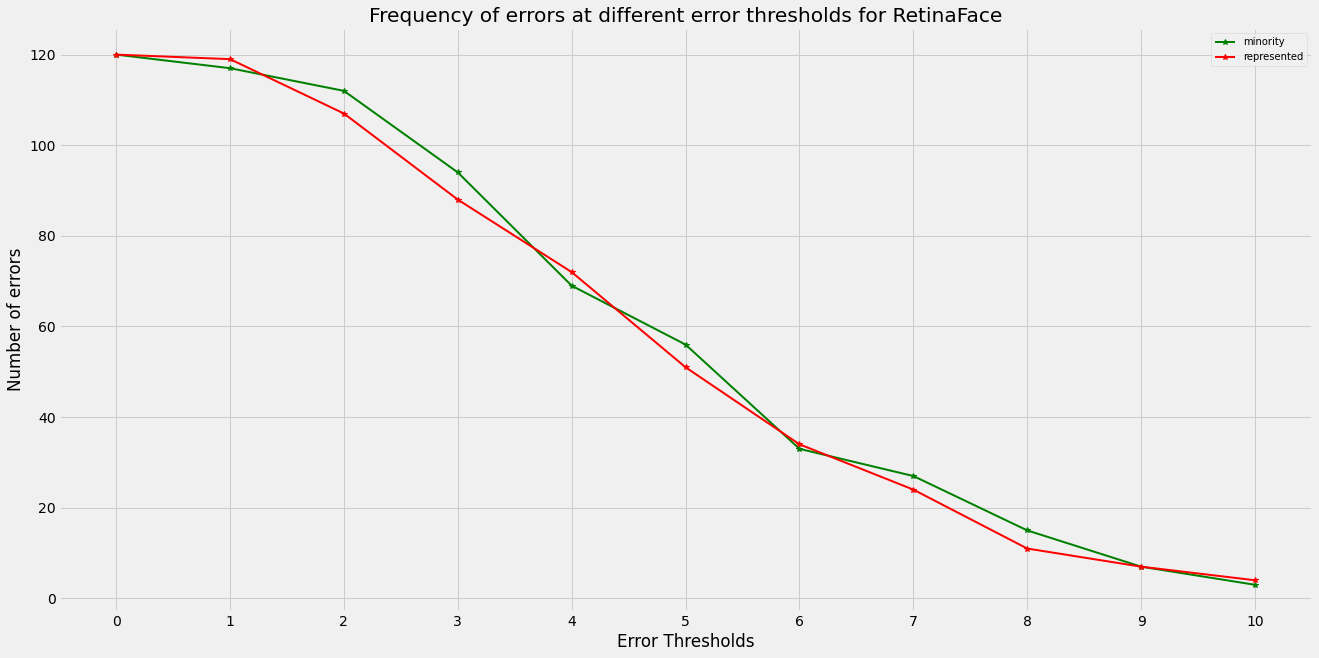 Frequency of errors at different error thresholds for RetinaFace
minority
represented
120
100
80
60
40
20
0
Number of errors
0 1 2 3 4 5 6 7 8 9 10
Error Thresholds